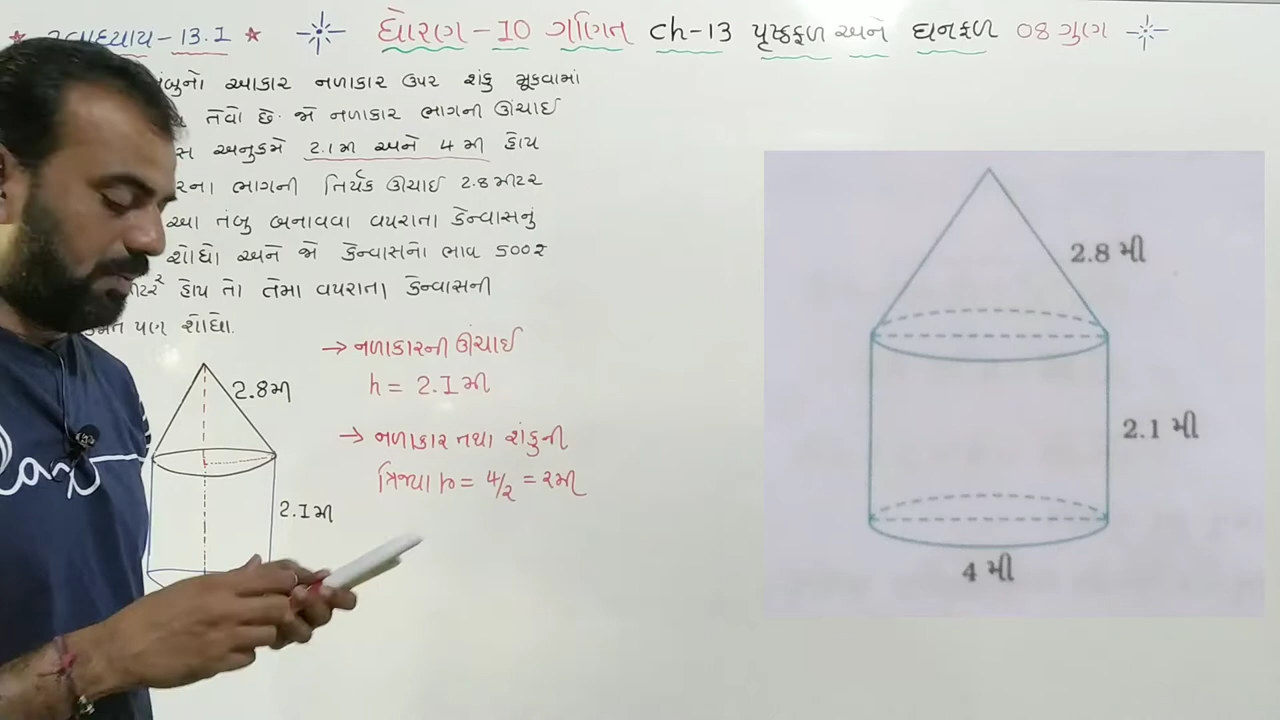 સ્વાધ્યાય - 13.1 ★ ધોરણ - 10 ગણિત ch-13 પૃષ્ઠફળ અને ઘનફળ 08 ગુણ
આકાર નળાકાર ઉપર શંકુ મૂકવામાં
તેવો છે. જો નળાકાર ભાગની ઊંચાઈ
અનુક્રમે 2.1મી અને 4 મી હોય
ભાગની તિર્યક ઊંચાઈ 2.8 મીટર
આ તંબુ બનાવવા વપરાતા કેન્વાસનું
શોધો અને જો કેન્વાસનો ભાવ 500₹
હોય તો તેમા વપરાતા કેન્વાસની
પણ શોધો.
→ નળાકારની ઊંચાઈ
h = 2.1 મી
→ નળાકાર તથા શંકુની
ત્રિજ્યા r = 4/2 = 2મી
2.8મી
2.1મી
2.8 મી
2.1 મી
4 મી